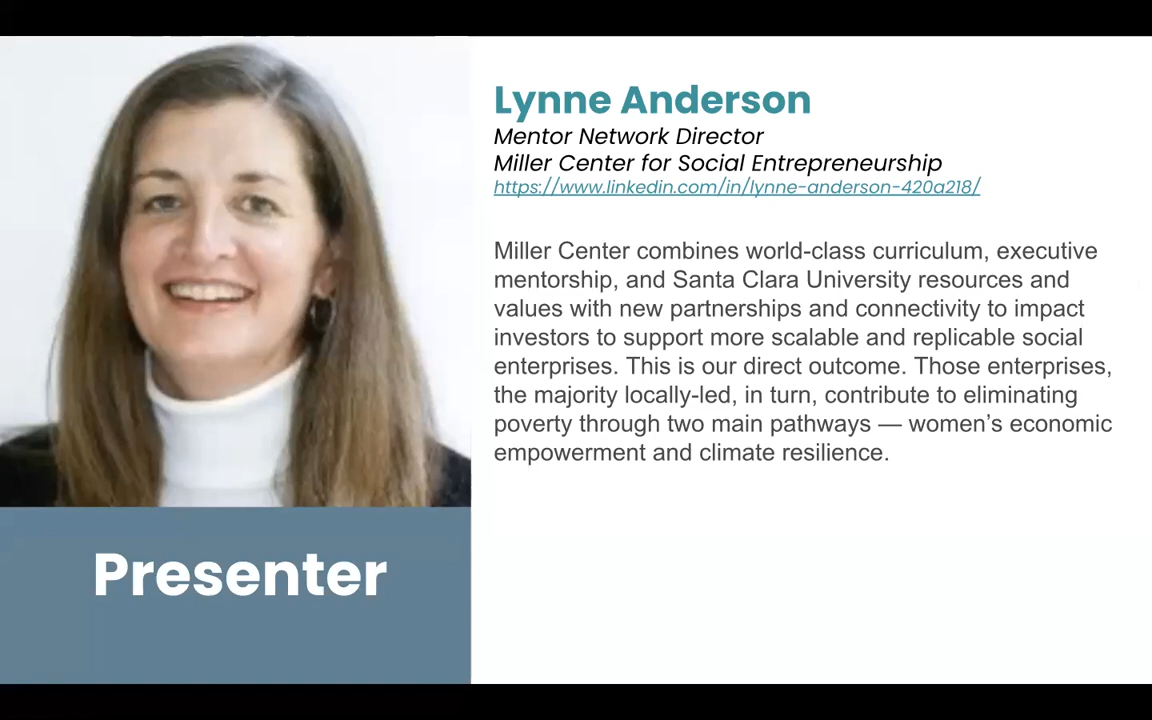 Lynne Anderson
Mentor Network Director
Miller Center for Social Entrepreneurship
https://www.linkedin.com/in/lynne-anderson-420a218/
Miller Center combines world-class curriculum, executive
mentorship, and Santa Clara University resources and
values with new partnerships and connectivity to impact
investors to support more scalable and replicable social
enterprises. This is our direct outcome. Those enterprises,
the majority locally-led, in turn, contribute to eliminating
poverty through two main pathways — women’s economic
empowerment and climate resilience.
Presenter